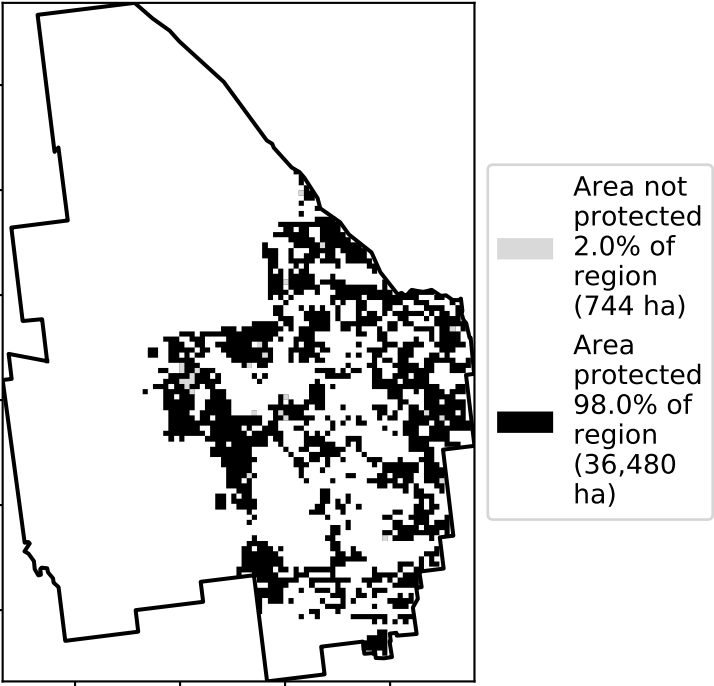 Area not
protected
2.0% of
region
(744 ha)
Area
protected
98.0% of
region
(36,480
ha)